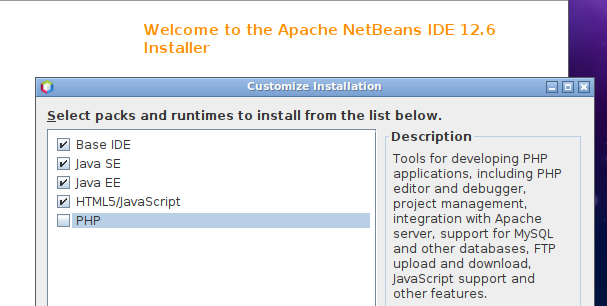 Welcome to the Apache NetBeans IDE 12.6
Installer
Customize Installation
Select packs and runtimes to install from the list below.
Base IDE
Java SE
Java EE
HTML5/JavaScript
PHP
Description
Tools for developing PHP
applications, including PHP
editor and debugger,
project management,
integration with Apache
server, support for MySQL
and other databases, FTP
upload and download,
JavaScript support and
other features.